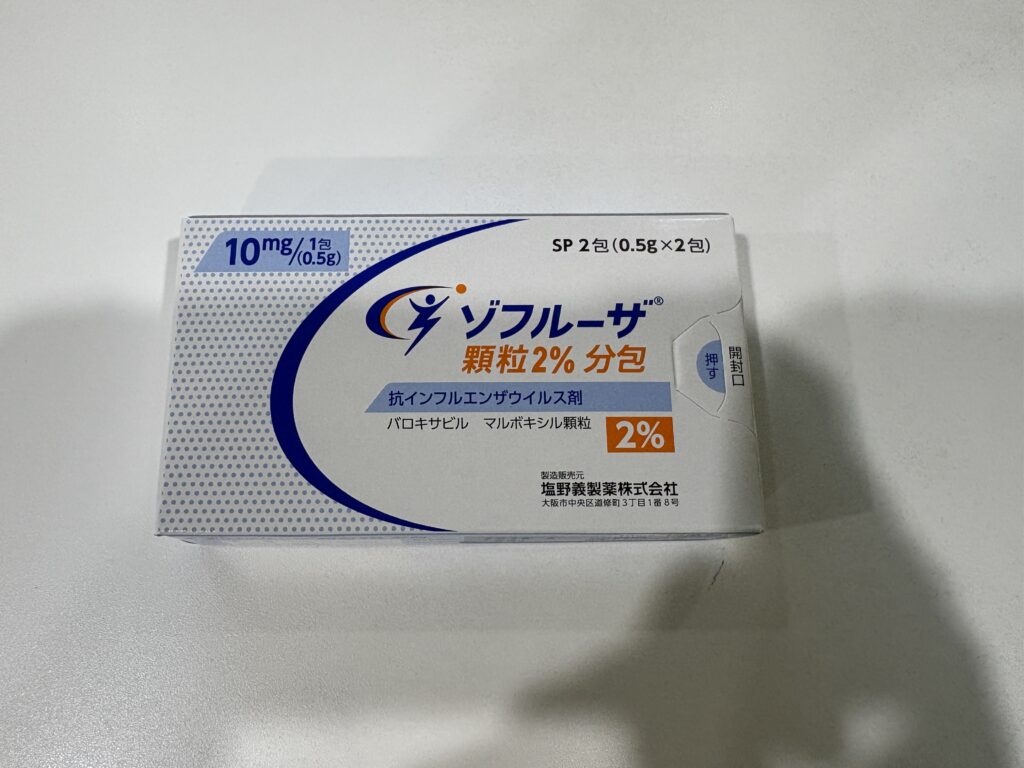 10mg/1包(0.5g)
SP 2包(0.5g×2包)
ゾフルーザ®
顆粒2% 分包
抗インフルエンザウイルス剤
バロキサビル マルボキシル顆粒
2%
製造販売元
塩野義製薬株式会社
大阪市中央区道修町3丁目1番8号
押す
開封口